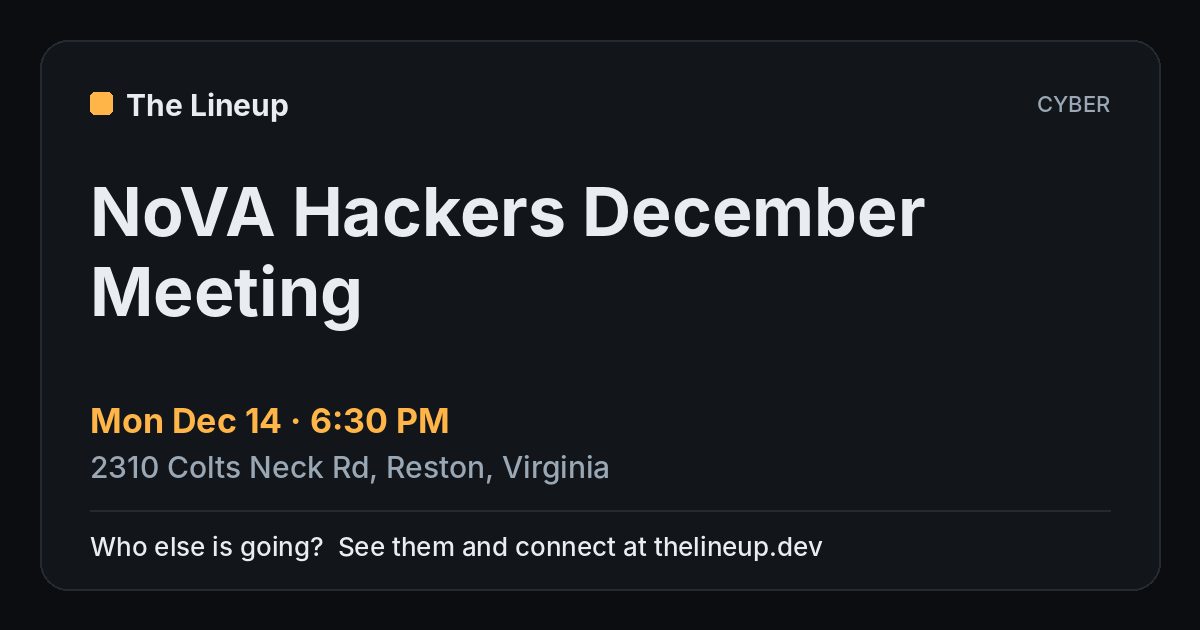 The Lineup
CYBER
NoVA Hackers December
Meeting
Mon Dec 14 · 6:30 PM
2310 Colts Neck Rd, Reston, Virginia
Who else is going? See them and connect at thelineup.dev